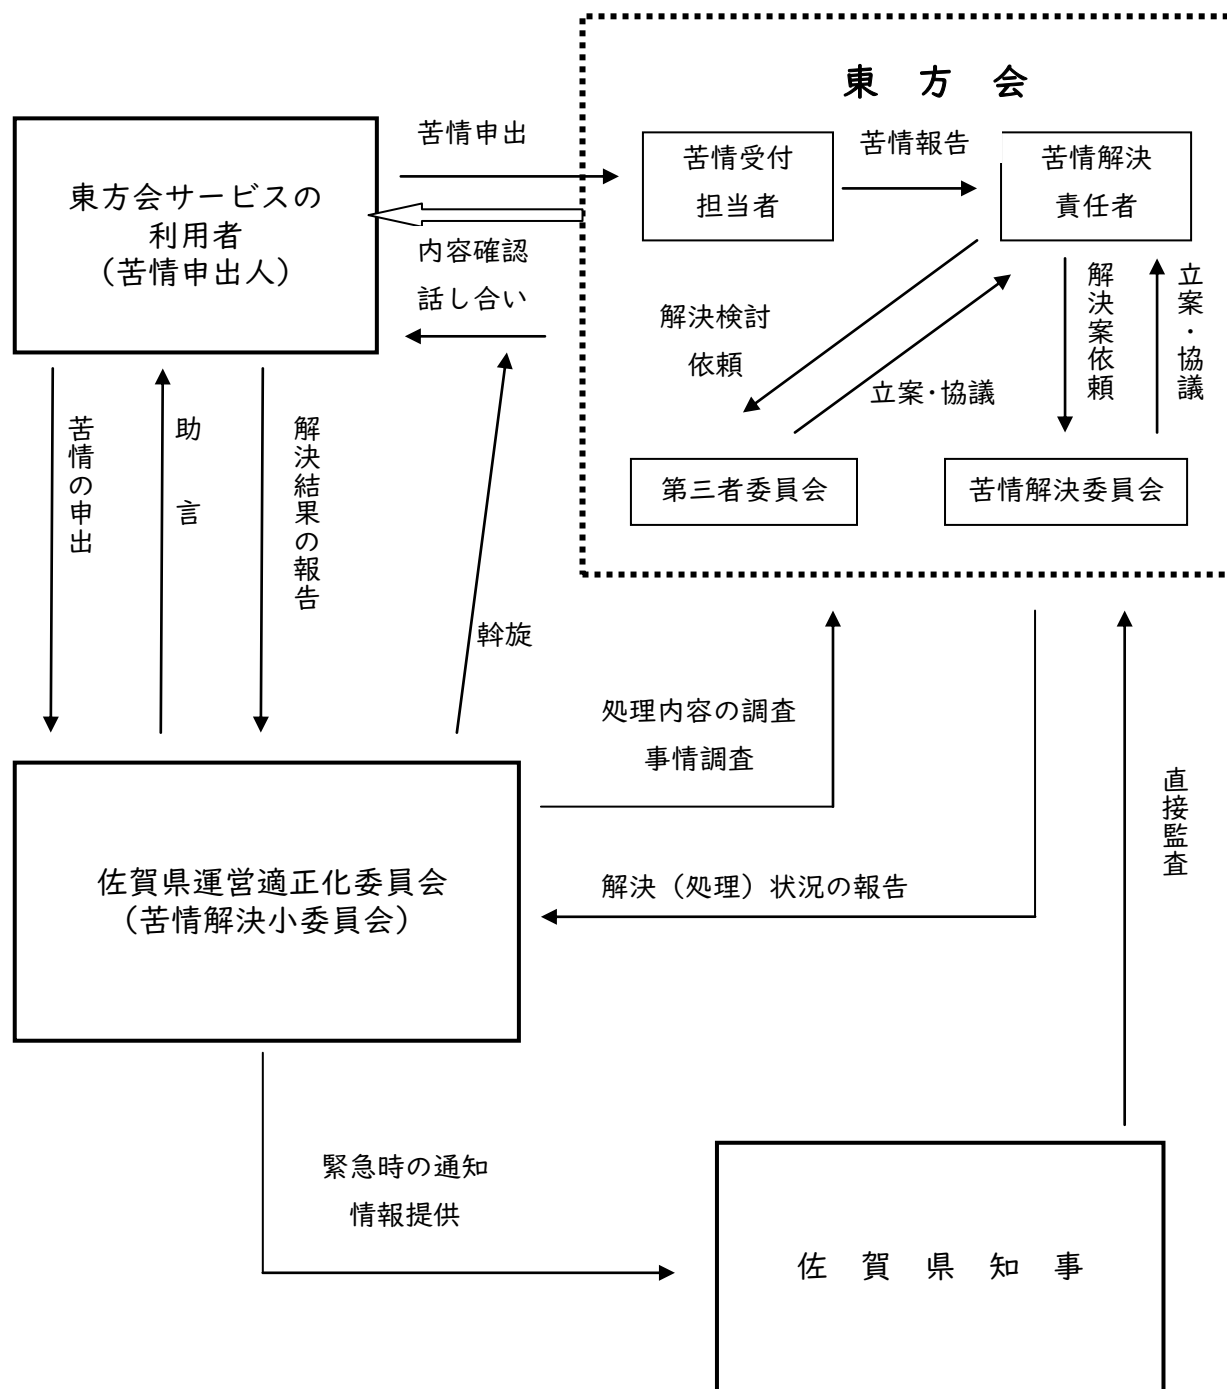 東方会
苦情申出
苦情受付
担当者
苦情報告
苦情解決
責任者
東方会サービスの
利用者
（苦情申出人）
内容確認
話し合い
解決検討
依頼
立案・協議
解決案依頼
立案・協議
第三者委員会
苦情解決委員会
苦情の申出
助言
解決結果の報告
斡旋
処理内容の調査
事情調査
直接監査
解決（処理）状況の報告
佐賀県運営適正化委員会
（苦情解決小委員会）
緊急時の通知
情報提供
佐賀県知事